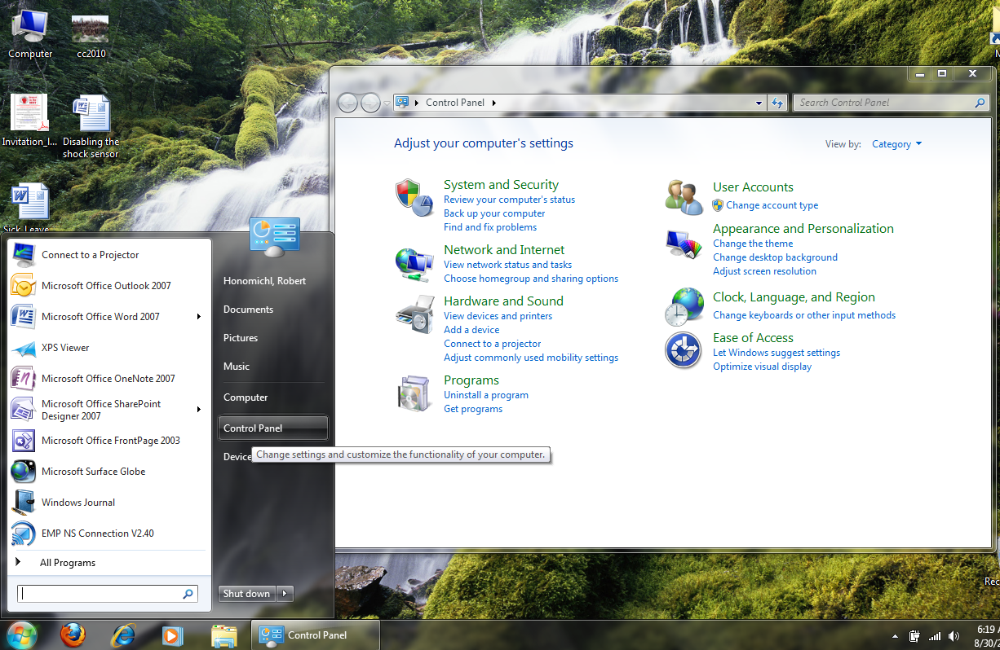 Computer
cc2010
Invitation_I...
Disabling the
shock sensor
Sick Leave
Control Panel
Search Control Panel
Adjust your computer's settings
View by: Category
System and Security
Review your computer's status
Back up your computer
Find and fix problems
Network and Internet
View network status and tasks
Choose homegroup and sharing options
Hardware and Sound
View devices and printers
Add a device
Connect to a projector
Adjust commonly used mobility settings
Programs
Uninstall a program
Get programs
User Accounts
Change account type
Appearance and Personalization
Change the theme
Change desktop background
Adjust screen resolution
Clock, Language, and Region
Change keyboards or other input methods
Ease of Access
Let Windows suggest settings
Optimize visual display
Connect to a Projector
Microsoft Office Outlook 2007
Microsoft Office Word 2007
XPS Viewer
Microsoft Office OneNote 2007
Microsoft Office SharePoint
Designer 2007
Microsoft Office FrontPage 2003
Microsoft Surface Globe
Windows Journal
EMP NS Connection V2.40
All Programs
Honomichl, Robert
Documents
Pictures
Music
Computer
Control Panel
Device
Change settings and customize the functionality of your computer.
Shut down
Rec
Control Panel
6:19
8/30/